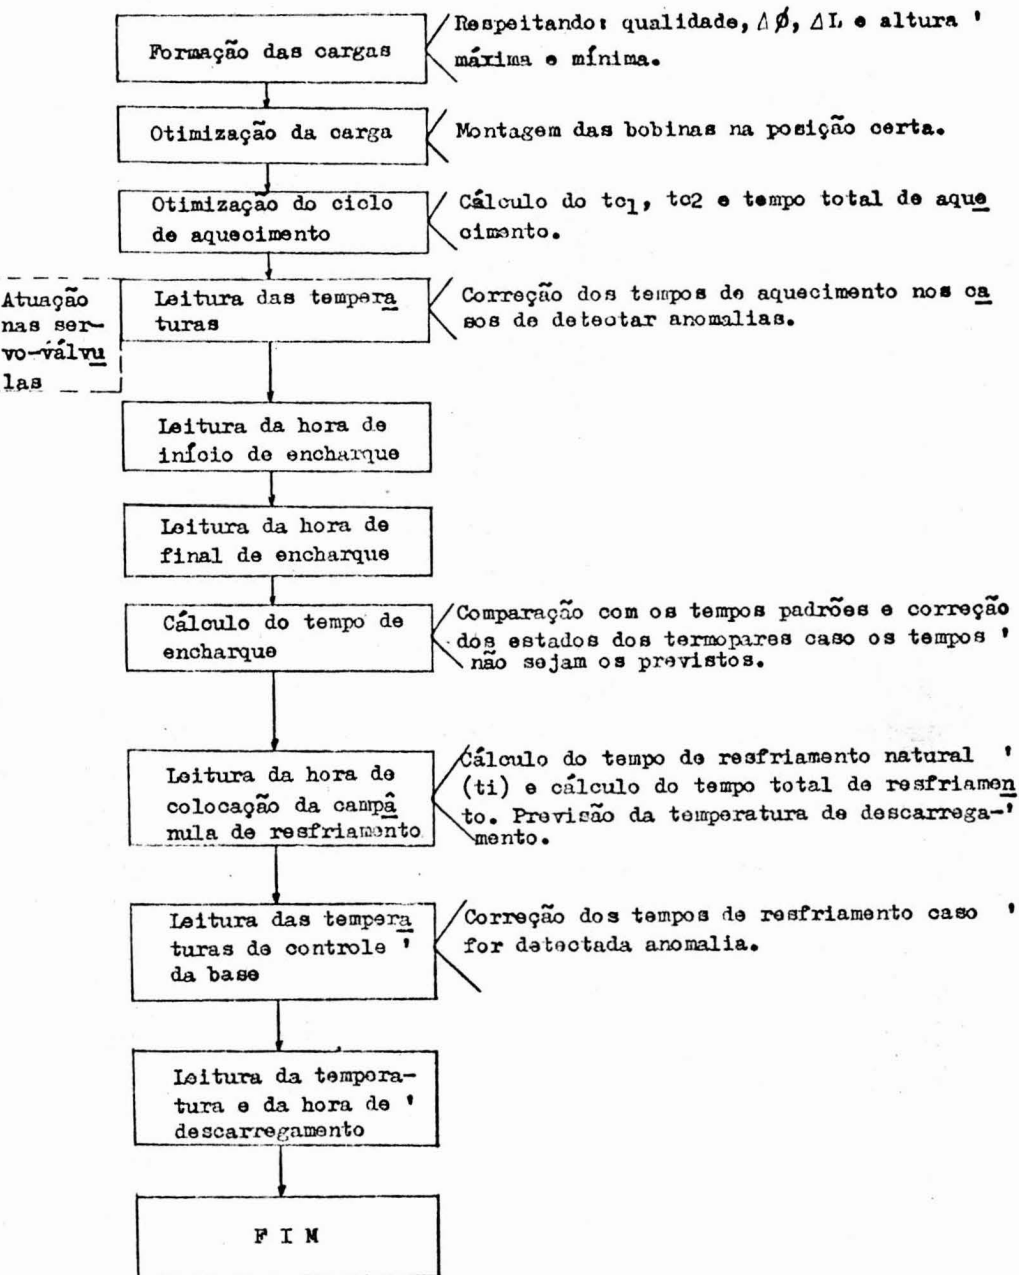 Formação das cargas
Respeitando: qualidade, Δø, ΔL e altura '
máxima e mínima.
Otimização da carga
Montagem das bobinas na posição certa.
Otimização do ciclo
de aquecimento
Cálculo do tc1, tc2 e tempo total de aque
cimento.
Atuação
nas ser-
vo-válvu
las
Leitura das tempera
turas
Correção dos tempos de aquecimento nos ca
sos de detectar anomalias.
Leitura da hora de
início de encharque
Leitura da hora de
final de encharque
Cálculo do tempo de
encharque
Comparação com os tempos padrões e correção
dos estados dos termopares caso os tempos '
não sejam os previstos.
Leitura da hora de
colocação da campâ
nula de resfriamento
Cálculo do tempo de resfriamento natural '
(ti) e cálculo do tempo total de resfriamen
to. Previsão da temperatura de descarrega-'
mento.
Leitura das tempera
turas de controle '
da base
Correção dos tempos de resfriamento caso '
for detectada anomalia.
Leitura da tempera-
tura e da hora de '
descarregamento
F I M